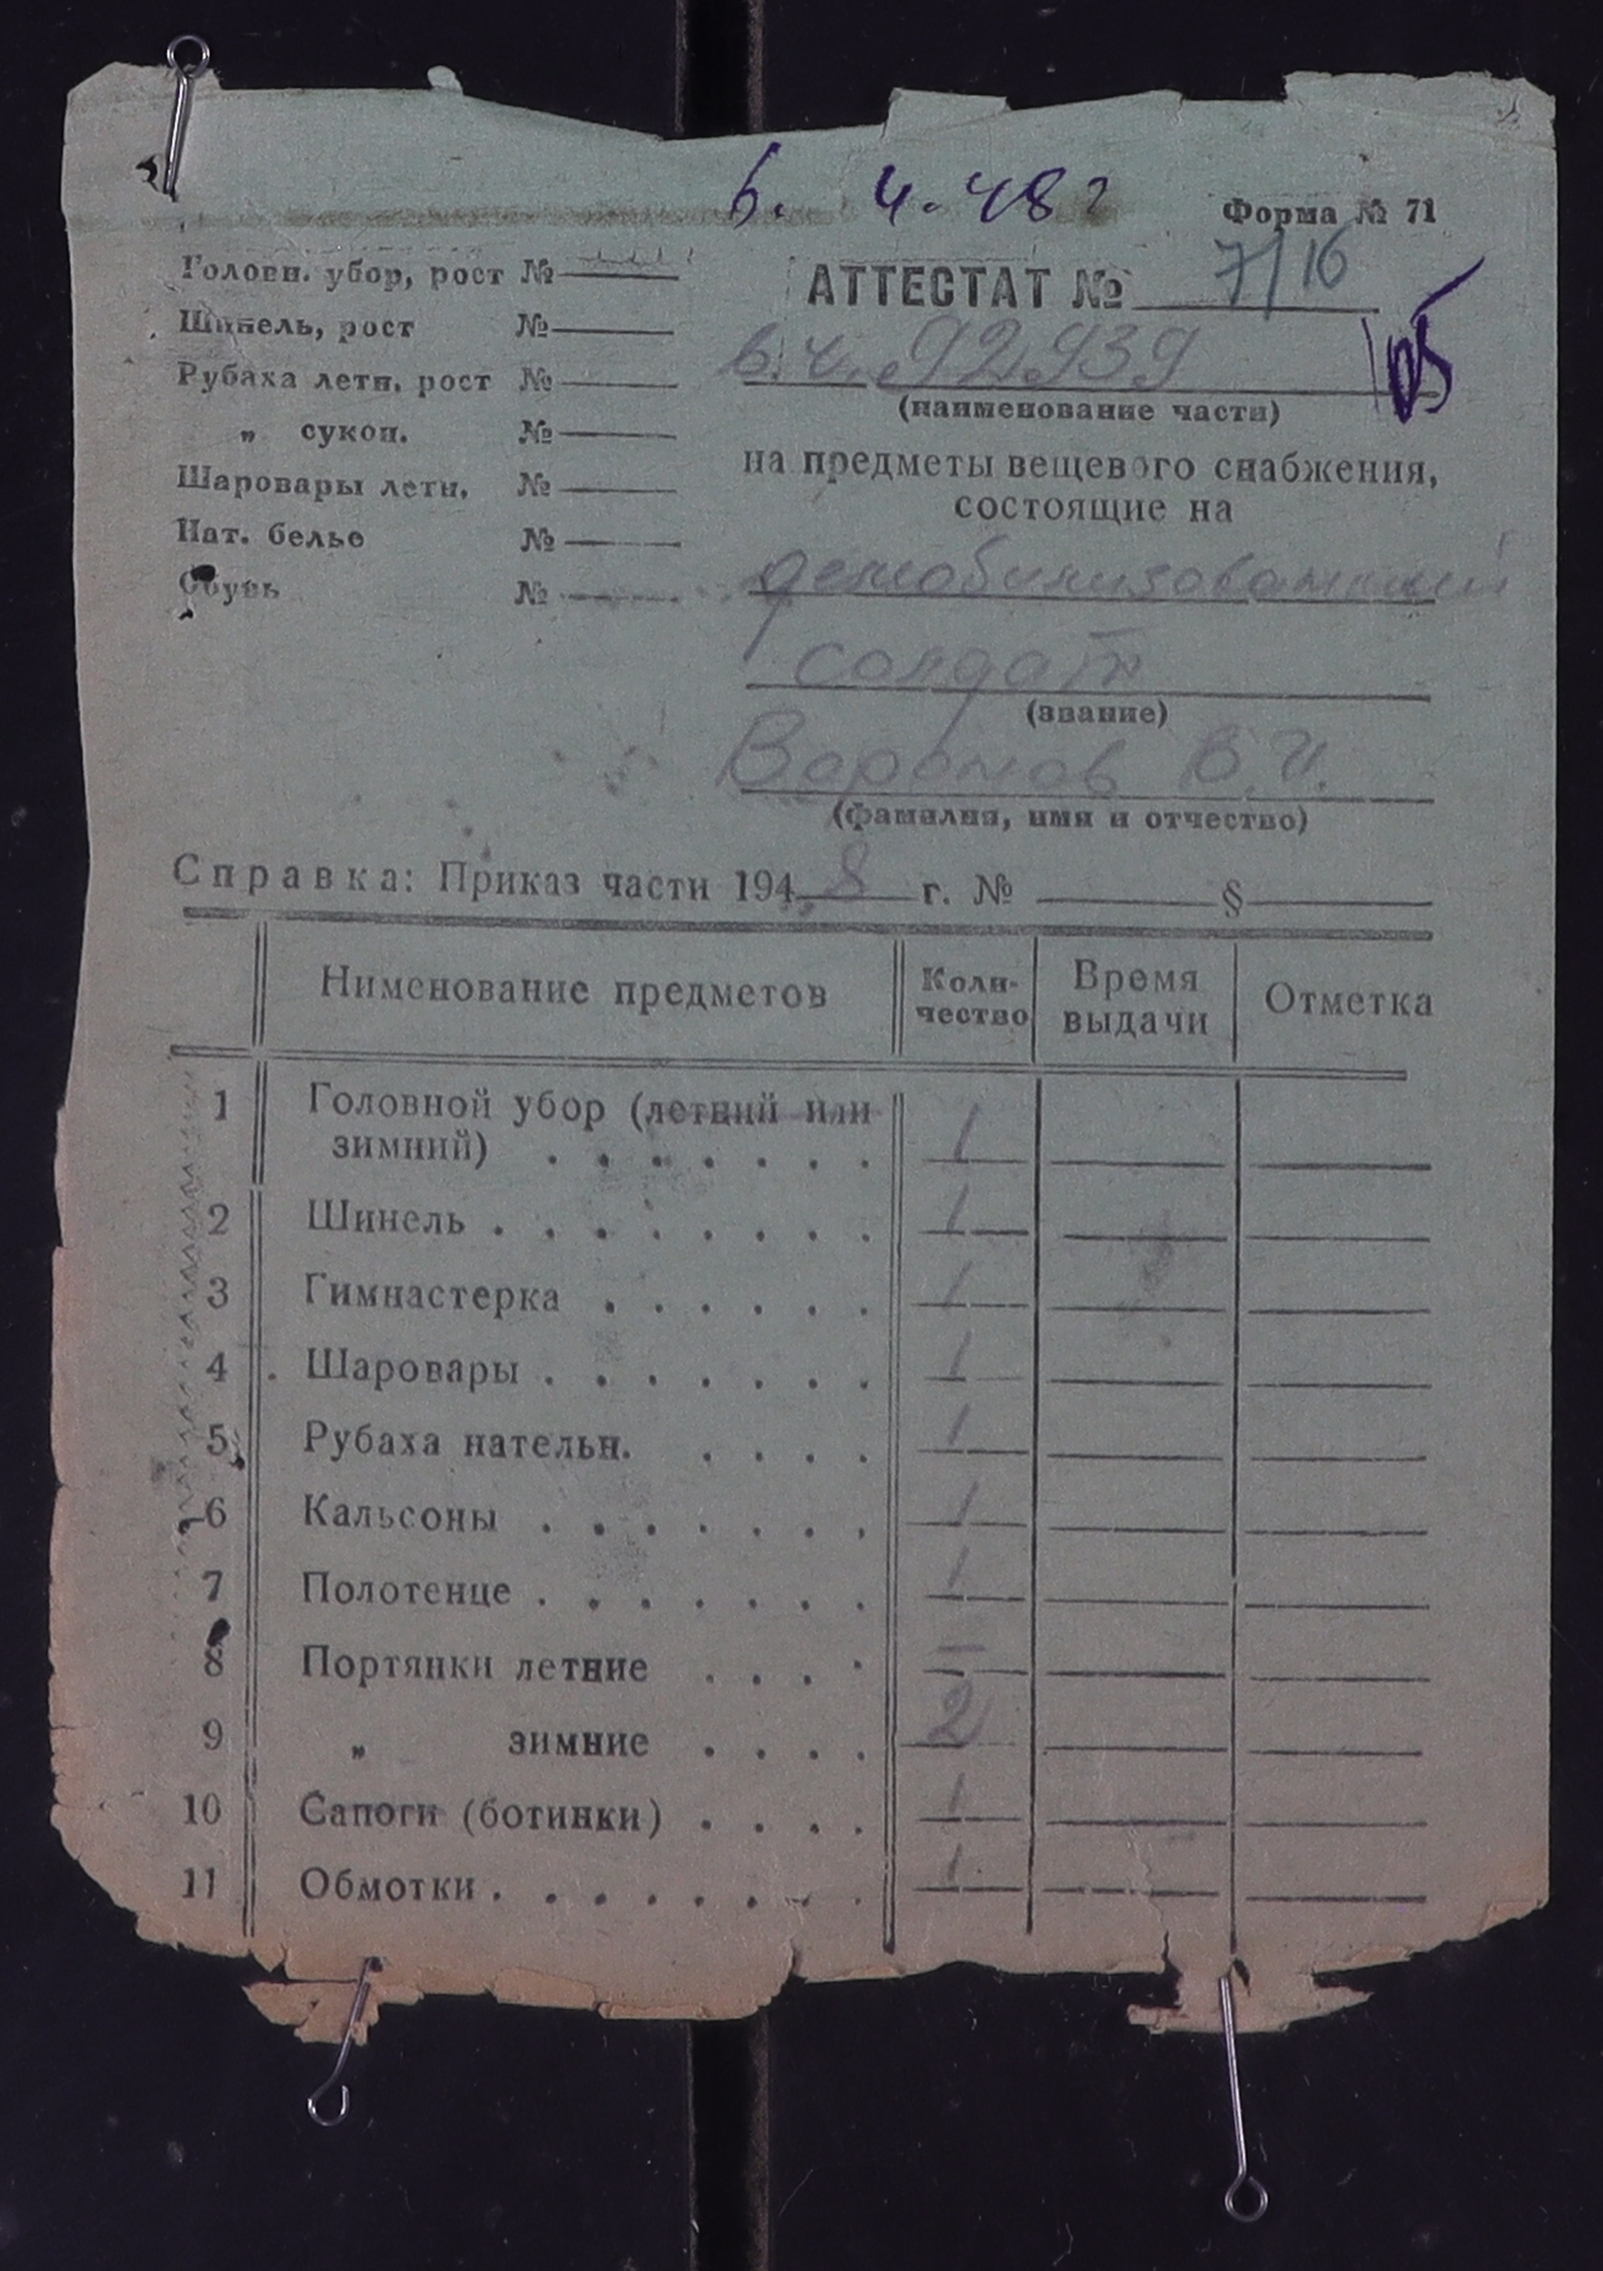 6. 4. 48 г
Форма № 71
Головн. убор, рост №
Шинель, рост №
Рубаха летн. рост №
„ сукон. №
Шаровары летн. №
Нат. белье №
Обувь №
АТТЕСТАТ № 7/16
в.ч. 92939
(наименование части)
на предметы вещевого снабжения,
состоящие на
демобилизованный
солдат
(звание)
Воронов В.И.
(фамилия, имя и отчество)
Справка: Приказ части 1948 г. № §
Нименование предметов Коли-чество Время выдачи Отметка
1 Головной убор (летний или
зимний) . . . . . . . 1
2 Шинель . . . . . . . . 1
3 Гимнастерка . . . . . . 1
4 Шаровары . . . . . . . 1
5 Рубаха нательн. . . . . 1
6 Кальсоны . . . . . . . 1
7 Полотенце . . . . . . . 1
8 Портянки летние . . . . —
9 „ зимние . . . . 2
10 Сапоги (ботинки) . . . . 1
11 Обмотки . . . . . . . . 1